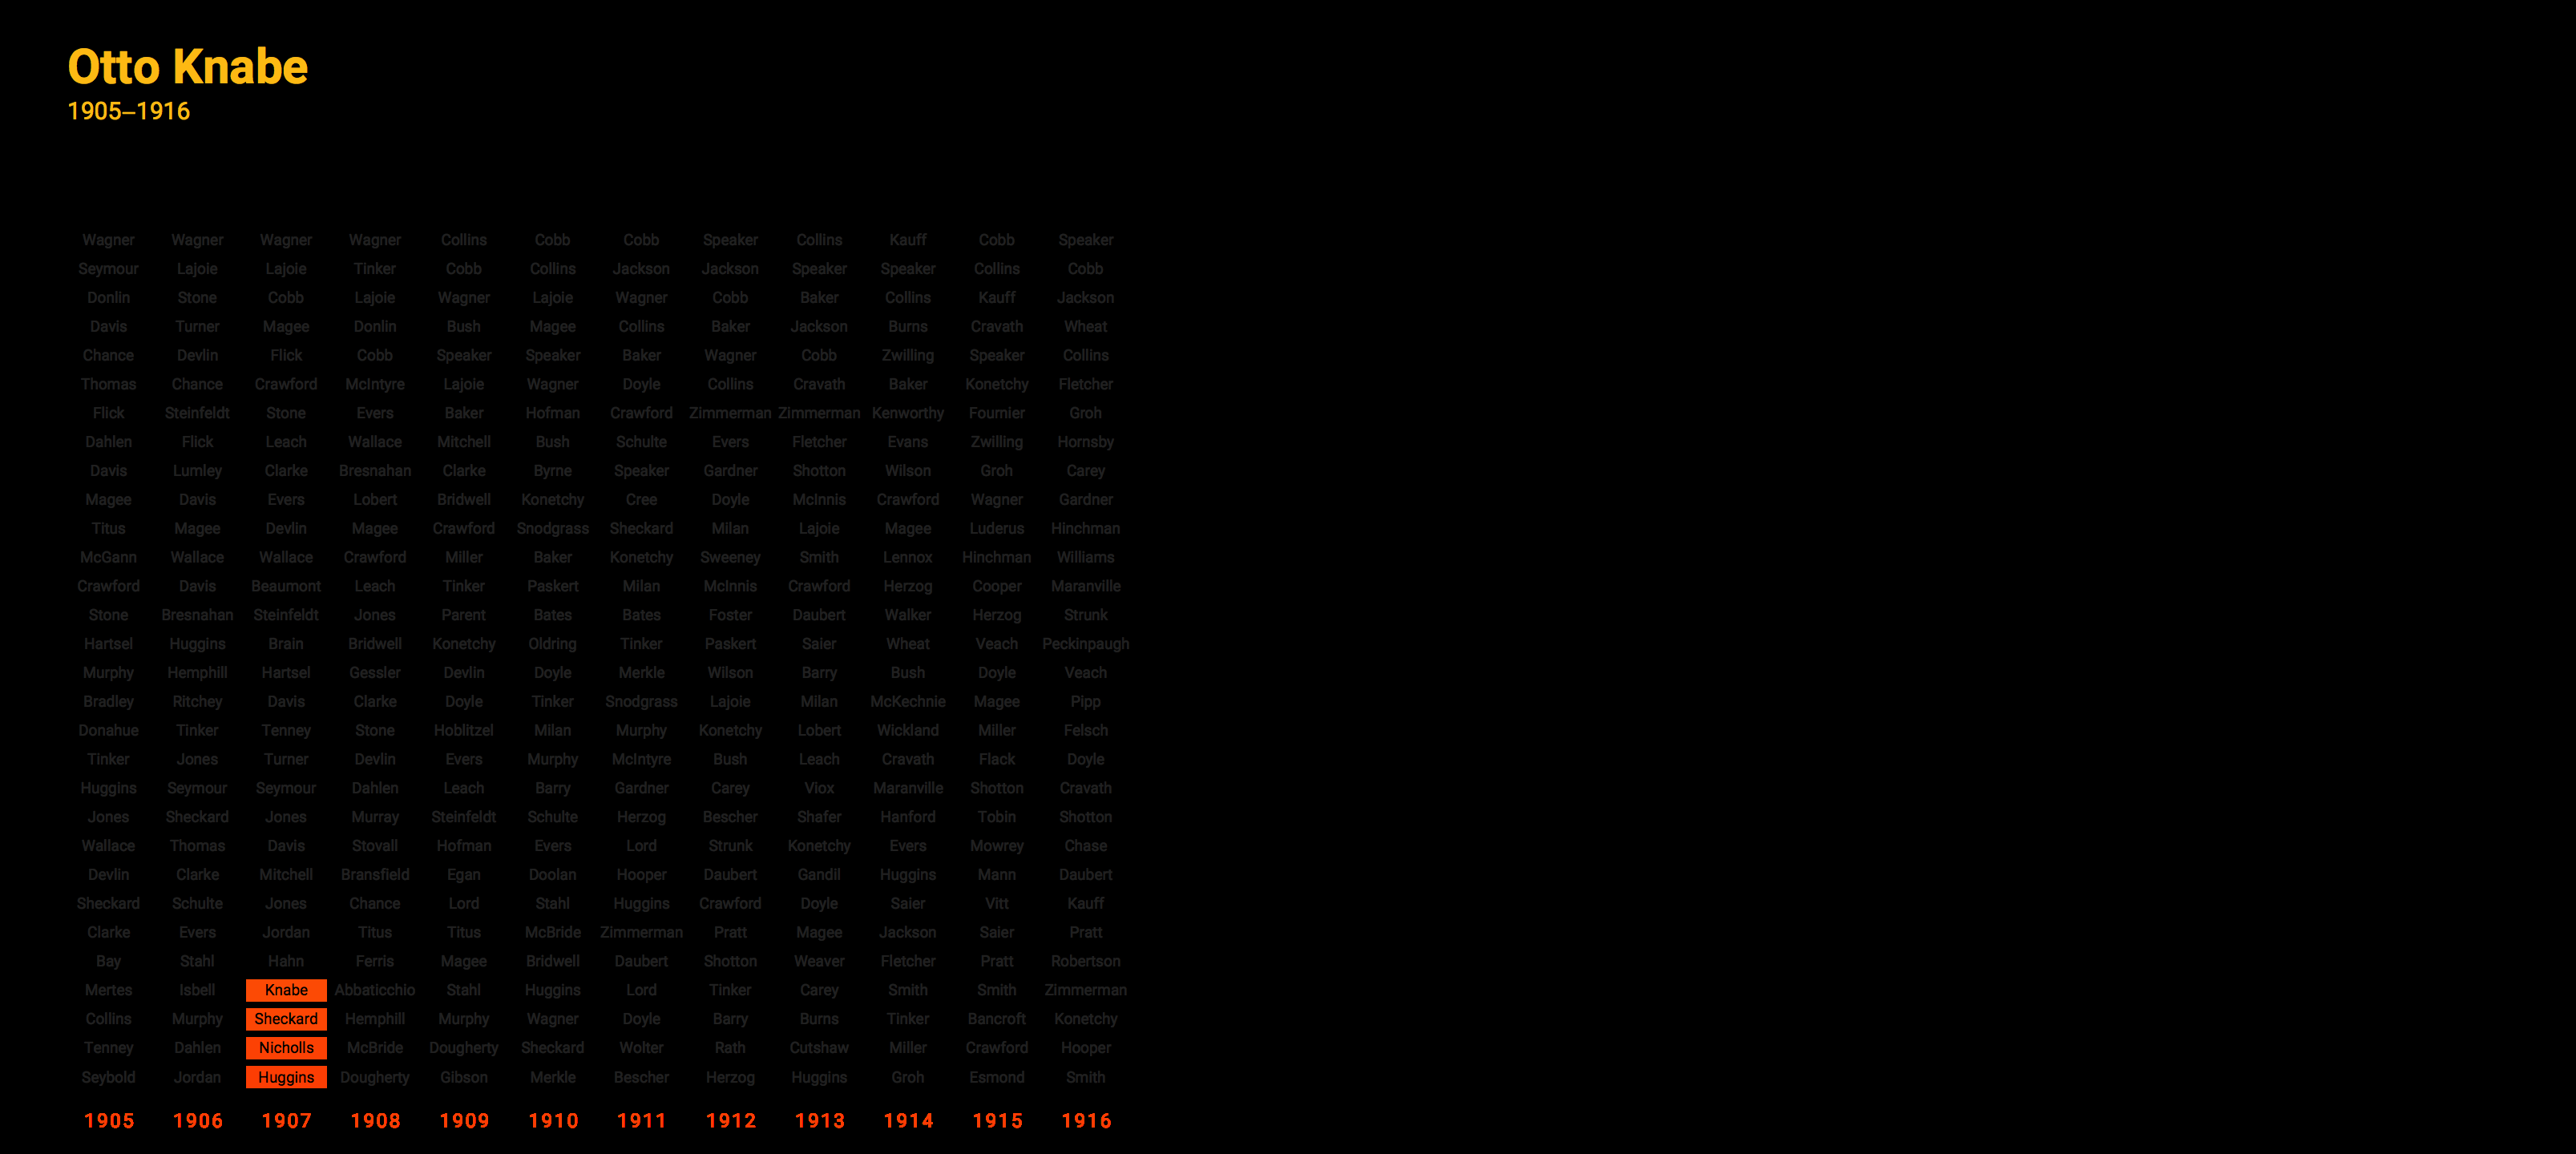 Otto Knabe
1905–1916
Wagner Wagner Wagner Wagner Collins Cobb Cobb Speaker Collins Kauff Cobb Speaker
Seymour Lajoie Lajoie Tinker Cobb Collins Jackson Jackson Speaker Speaker Collins Cobb
Donlin Stone Cobb Lajoie Wagner Lajoie Wagner Cobb Baker Collins Kauff Jackson
Davis Turner Magee Donlin Bush Magee Collins Baker Jackson Burns Cravath Wheat
Chance Devlin Flick Cobb Speaker Speaker Baker Wagner Cobb Zwilling Speaker Collins
Thomas Chance Crawford McIntyre Lajoie Wagner Doyle Collins Cravath Baker Konetchy Fletcher
Flick Steinfeldt Stone Evers Baker Hofman Crawford Zimmerman Zimmerman Kenworthy Fournier Groh
Dahlen Flick Leach Wallace Mitchell Bush Schulte Evers Fletcher Evans Zwilling Hornsby
Davis Lumley Clarke Bresnahan Clarke Byrne Speaker Gardner Shotton Wilson Groh Carey
Magee Davis Evers Lobert Bridwell Konetchy Cree Doyle McInnis Crawford Wagner Gardner
Titus Magee Devlin Magee Crawford Snodgrass Sheckard Milan Lajoie Magee Luderus Hinchman
McGann Wallace Wallace Crawford Miller Baker Konetchy Sweeney Smith Lennox Hinchman Williams
Crawford Davis Beaumont Leach Tinker Paskert Milan McInnis Crawford Herzog Cooper Maranville
Stone Bresnahan Steinfeldt Jones Parent Bates Bates Foster Daubert Walker Herzog Strunk
Hartsel Huggins Brain Bridwell Konetchy Oldring Tinker Paskert Saier Wheat Veach Peckinpaugh
Murphy Hemphill Hartsel Gessler Devlin Doyle Merkle Wilson Barry Bush Doyle Veach
Bradley Ritchey Davis Clarke Doyle Tinker Snodgrass Lajoie Milan McKechnie Magee Pipp
Donahue Tinker Tenney Stone Hoblitzel Milan Murphy Konetchy Lobert Wickland Miller Felsch
Tinker Jones Turner Devlin Evers Murphy McIntyre Bush Leach Cravath Flack Doyle
Huggins Seymour Seymour Dahlen Leach Barry Gardner Carey Viox Maranville Shotton Cravath
Jones Sheckard Jones Murray Steinfeldt Schulte Herzog Bescher Shafer Hanford Tobin Shotton
Wallace Thomas Davis Stovall Hofman Evers Lord Strunk Konetchy Evers Mowrey Chase
Devlin Clarke Mitchell Bransfield Egan Doolan Hooper Daubert Gandil Huggins Mann Daubert
Sheckard Schulte Jones Chance Lord Stahl Huggins Crawford Doyle Saier Vitt Kauff
Clarke Evers Jordan Titus Titus McBride Zimmerman Pratt Magee Jackson Saier Pratt
Bay Stahl Hahn Ferris Magee Bridwell Daubert Shotton Weaver Fletcher Pratt Robertson
Mertes Isbell Knabe Abbaticchio Stahl Huggins Lord Tinker Carey Smith Smith Zimmerman
Collins Murphy Sheckard Hemphill Murphy Wagner Doyle Barry Burns Tinker Bancroft Konetchy
Tenney Dahlen Nicholls McBride Dougherty Sheckard Wolter Rath Cutshaw Miller Crawford Hooper
Seybold Jordan Huggins Dougherty Gibson Merkle Bescher Herzog Huggins Groh Esmond Smith
1905 1906 1907 1908 1909 1910 1911 1912 1913 1914 1915 1916